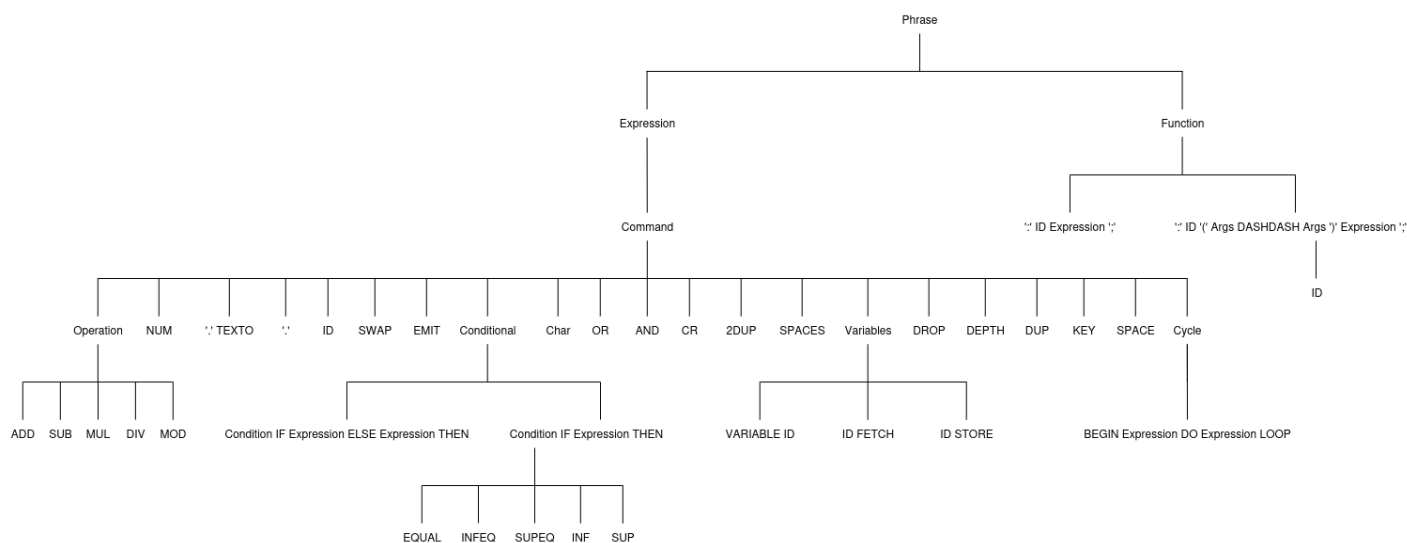 Phrase
Expression
Function
Command
':' ID Expression ';'
':' ID '(' Args DASHDASH Args ')' Expression ';'
ID
Operation
NUM
'.' TEXTO
'.'
ID
SWAP
EMIT
Conditional
Char
OR
AND
CR
2DUP
SPACES
Variables
DROP
DEPTH
DUP
KEY
SPACE
Cycle
ADD
SUB
MUL
DIV
MOD
Condition IF Expression ELSE Expression THEN
Condition IF Expression THEN
VARIABLE ID
ID FETCH
ID STORE
BEGIN Expression DO Expression LOOP
EQUAL
INFEQ
SUPEQ
INF
SUP